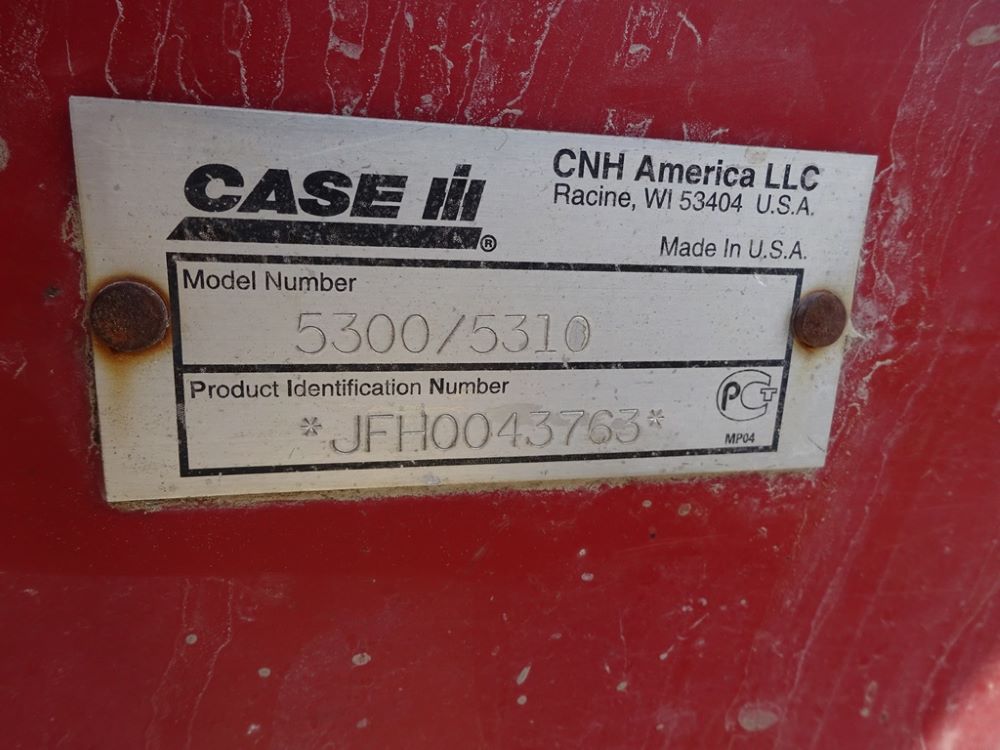 CASE IH®
CNH America LLC
Racine, WI 53404 U.S.A.
Made In U.S.A.
Model Number
5300/5310
Product Identification Number
*JFH0043763*
PCT
MP04